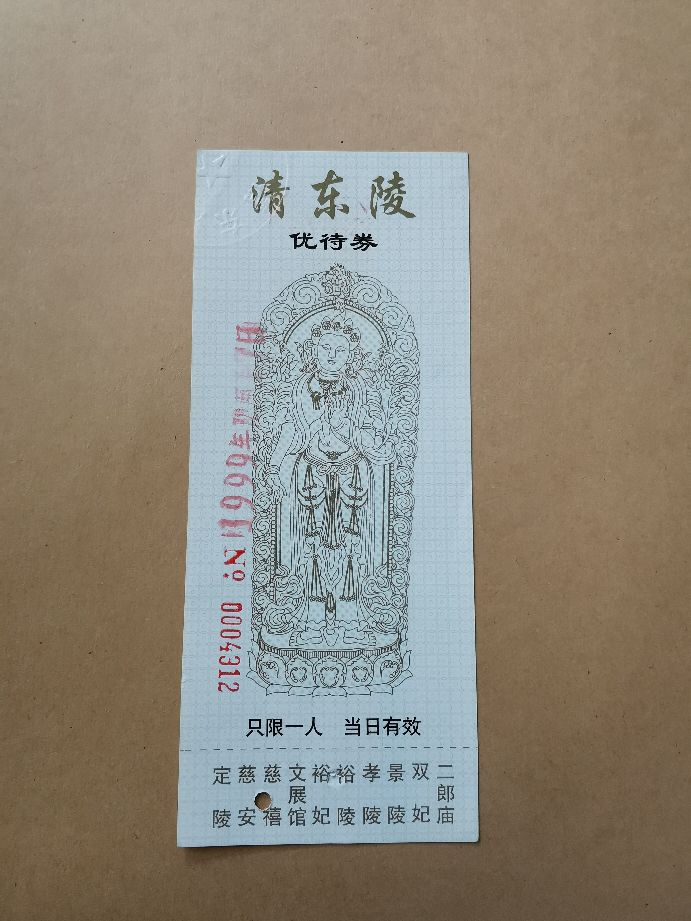 清东陵
优待券
No 0004312
只限一人 当日有效
定陵
慈安
慈禧
文展馆
裕妃
裕陵
孝陵
景陵
双妃
二郎庙